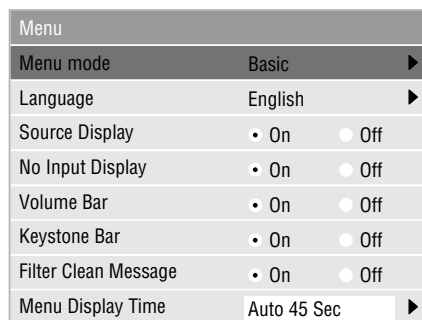 Menu
Menu mode Basic
Language English
Source Display On Off
No Input Display On Off
Volume Bar On Off
Keystone Bar On Off
Filter Clean Message On Off
Menu Display Time Auto 45 Sec